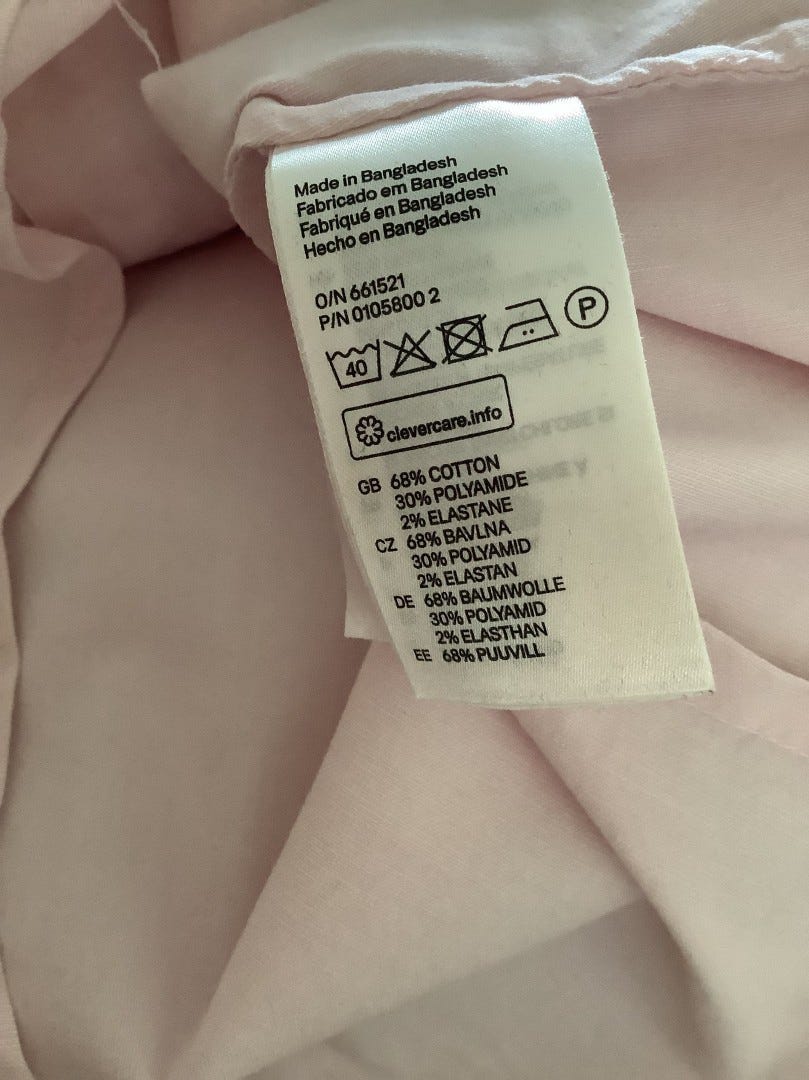 Made in Bangladesh
Fabricado em Bangladesh
Fabriqué en Bangladesh
Hecho en Bangladesh
O/N 661521
P/N 0105800 2
40
P
clevercare.info
GB 68% COTTON
30% POLYAMIDE
2% ELASTANE
CZ 68% BAVLNA
30% POLYAMID
2% ELASTAN
DE 68% BAUMWOLLE
30% POLYAMID
2% ELASTHAN
EE 68% PUUVILL